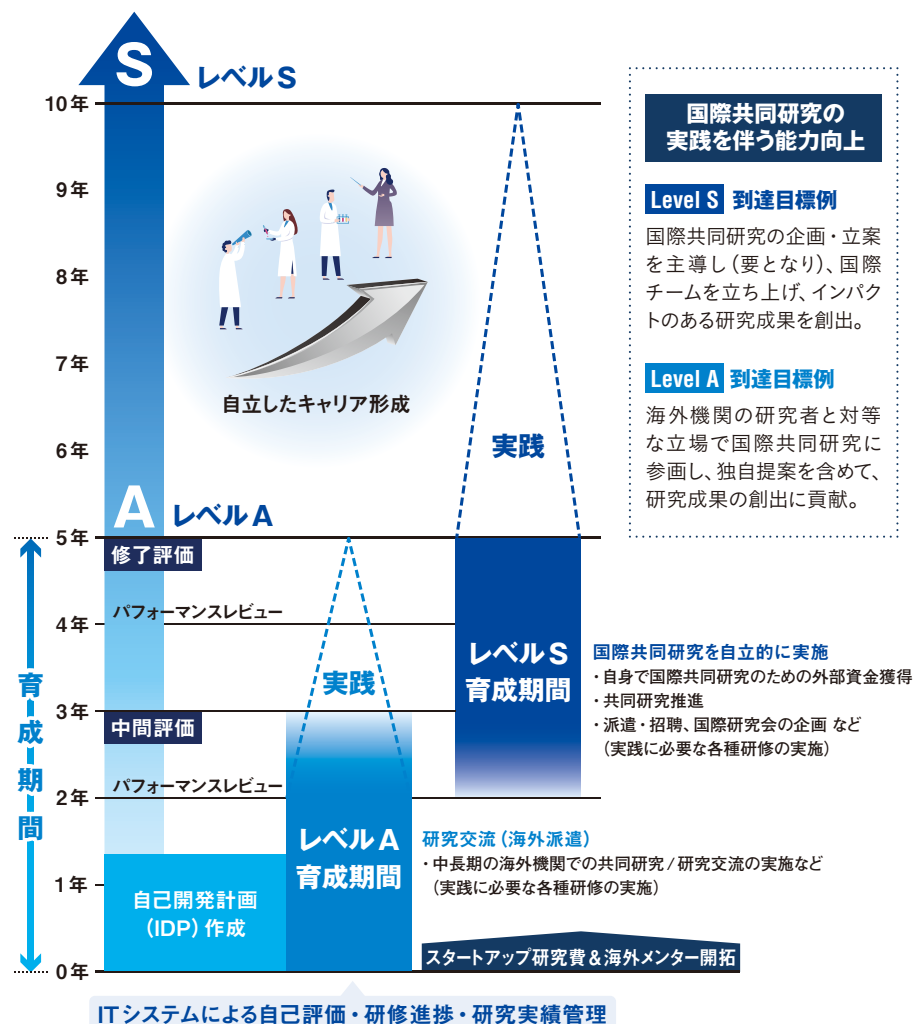 S
レベルS
10年
9年
8年
7年
6年
5年
4年
3年
2年
1年
0年
自立したキャリア形成
実践
A
レベルA
修了評価
パフォーマンスレビュー
中間評価
パフォーマンスレビュー
育成期間
自己開発計画
(IDP) 作成
実践
レベルA
育成期間
レベルS
育成期間
国際共同研究を自立的に実施
・自身で国際共同研究のための外部資金獲得
・共同研究推進
・派遣・招聘、国際研究会の企画 など
(実践に必要な各種研修の実施)
研究交流 (海外派遣)
・中長期の海外機関での共同研究 / 研究交流の実施など
(実践に必要な各種研修の実施)
スタートアップ研究費&海外メンター開拓
ITシステムによる自己評価・研修進捗・研究実績管理
国際共同研究の
実践を伴う能力向上
Level S 到達目標例
国際共同研究の企画・立案
を主導し (要となり)、国際
チームを立ち上げ、インパク
トのある研究成果を創出。
Level A 到達目標例
海外機関の研究者と対等
な立場で国際共同研究に
参画し、独自提案を含めて、
研究成果の創出に貢献。